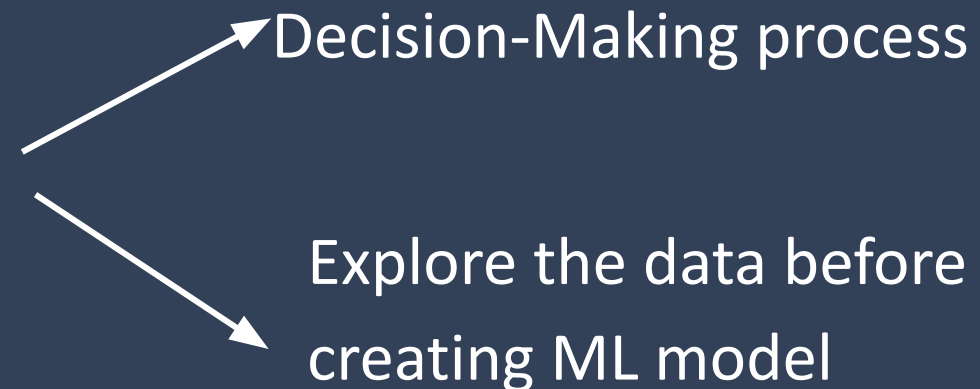 Decision-Making process
Explore the data before
creating ML model